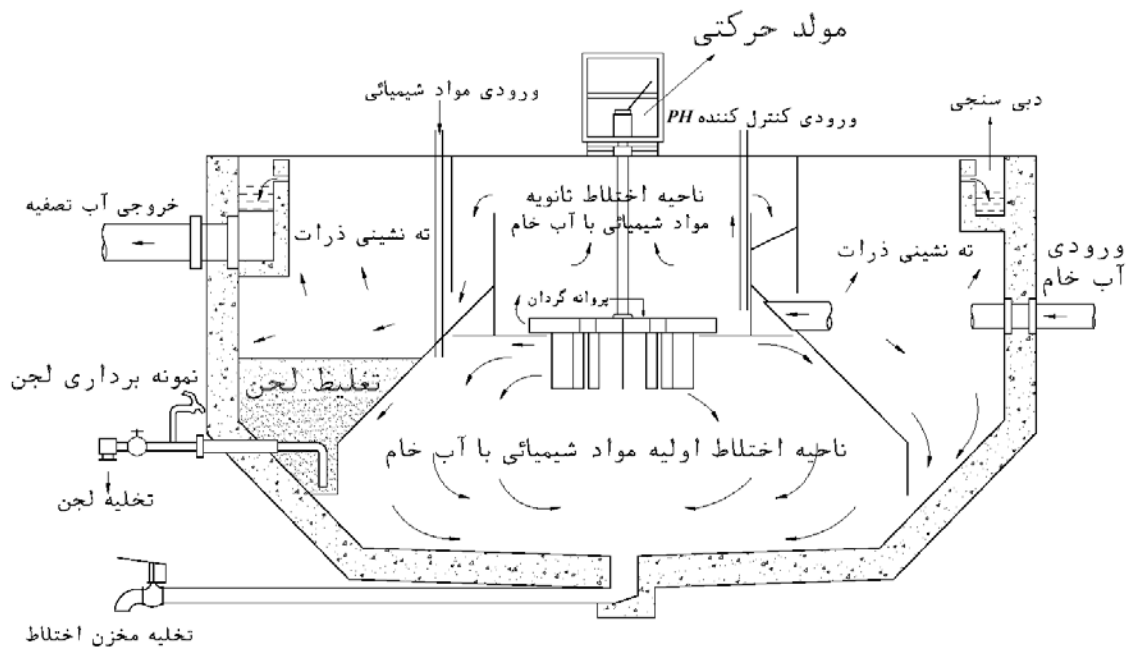 مولد حرکتی
ورودی مواد شیمیائی
ورودی کنترل کننده PH
دبی سنجی
ناحیه اختلاط ثانویه
مواد شیمیائی با آب خام
خروجی آب تصفیه
ته نشینی ذرات
ته نشینی ذرات
ورودی
آب خام
پروانه گردان
نمونه برداری لجن
تغلیظ لجن
ناحیه اختلاط اولیه مواد شیمیائی با آب خام
تخلیه لجن
تخلیه مخزن اختلاط